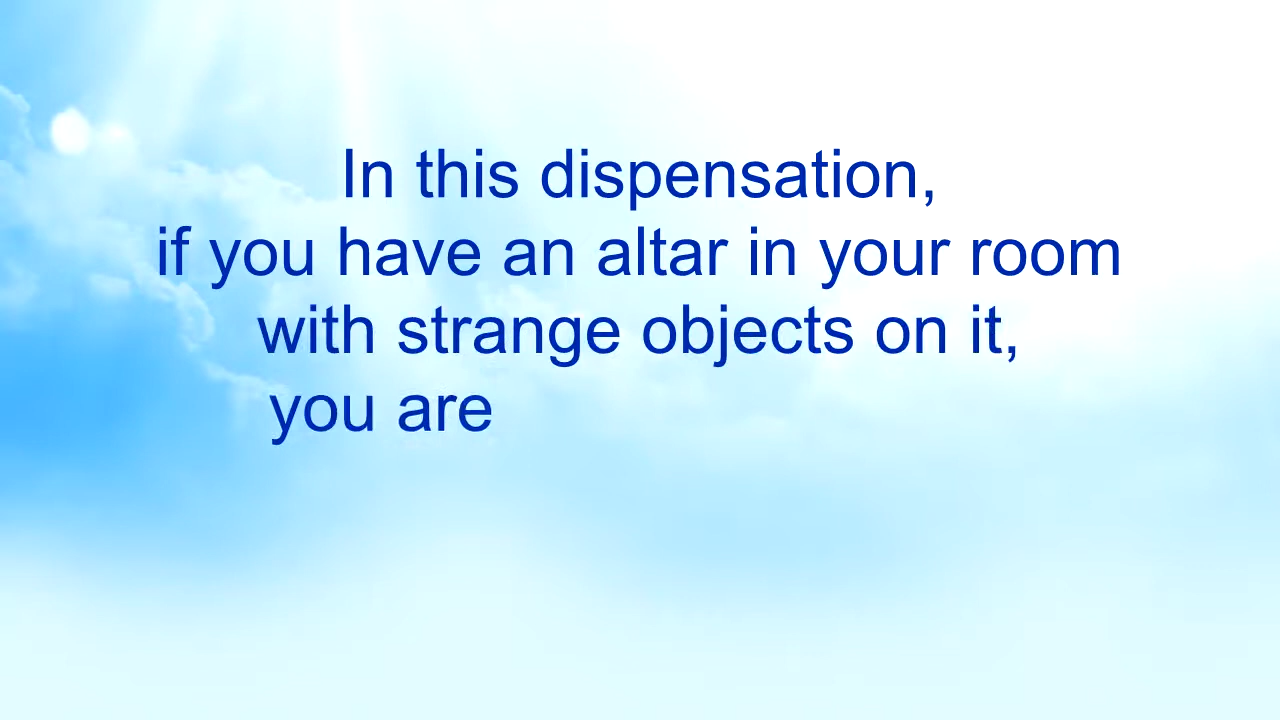 In this dispensation,
if you have an altar in your room
with strange objects on it,
you are